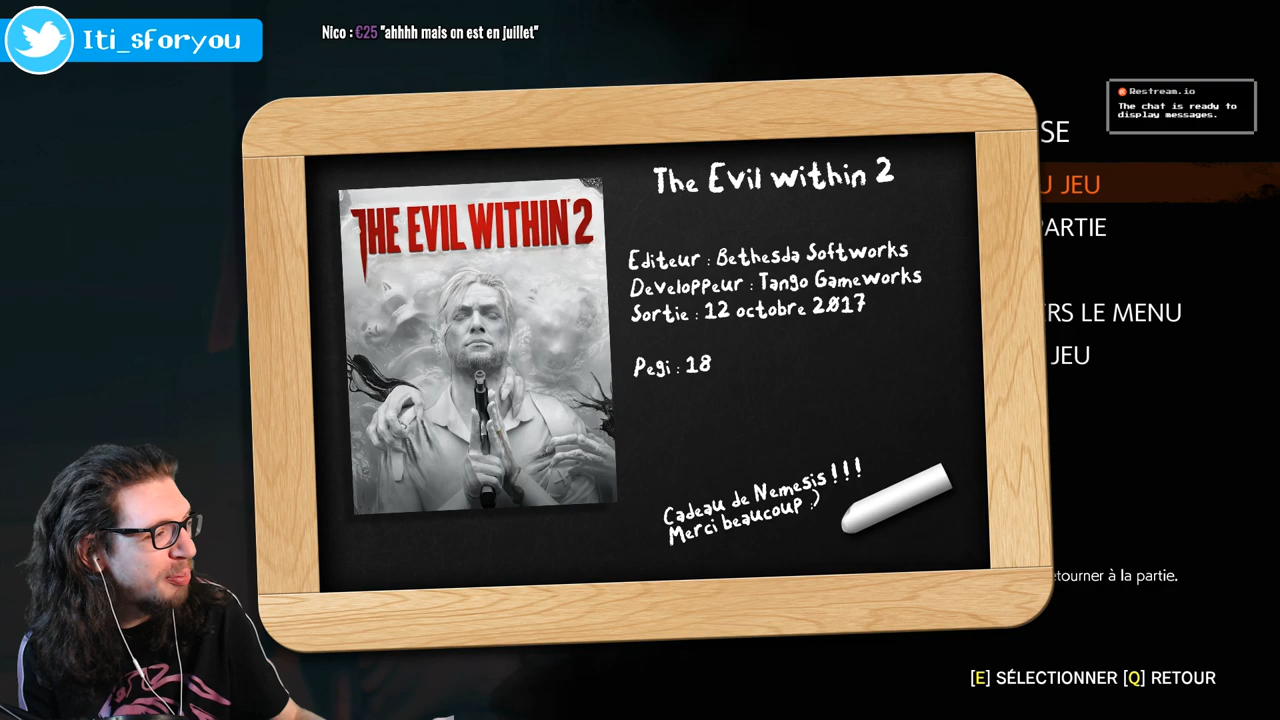 Iti_sforyou
Nico : €25 "ahhhh mais on est en juillet"
Restream.io
The chat is ready to
display messages.
SE
U JEU
PARTIE
ERS LE MENU
JEU
etourner à la partie.
[E] SÉLECTIONNER [Q] RETOUR
THE EVIL WITHIN 2
The Evil within 2
Editeur : Bethesda Softworks
Developpeur : Tango Gameworks
Sortie : 12 octobre 2017
Pegi : 18
Cadeau de Nemesis !!!
Merci beaucoup :)